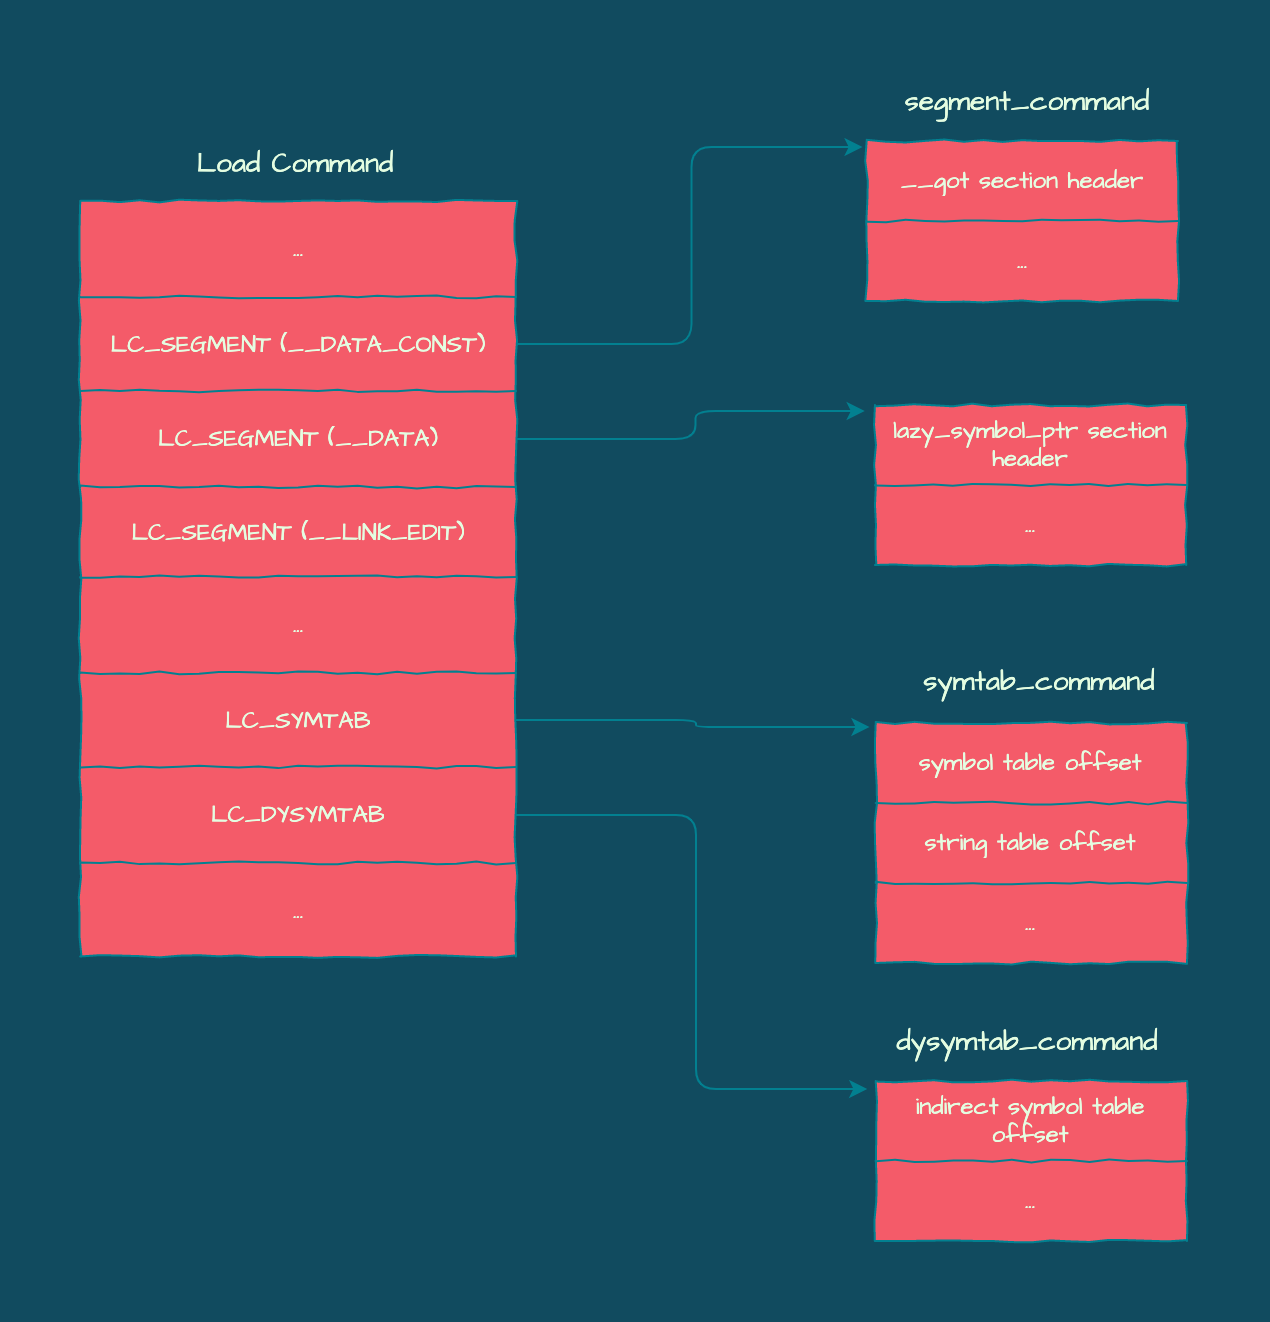 Load Command
...
LC_SEGMENT (__DATA_CONST)
LC_SEGMENT (__DATA)
LC_SEGMENT (__LINK_EDIT)
...
LC_SYMTAB
LC_DYSYMTAB
...
segment_command
__got section header
...
lazy_symbol_ptr section
header
...
symtab_command
symbol table offset
string table offset
...
dysymtab_command
indirect symbol table
offset
...